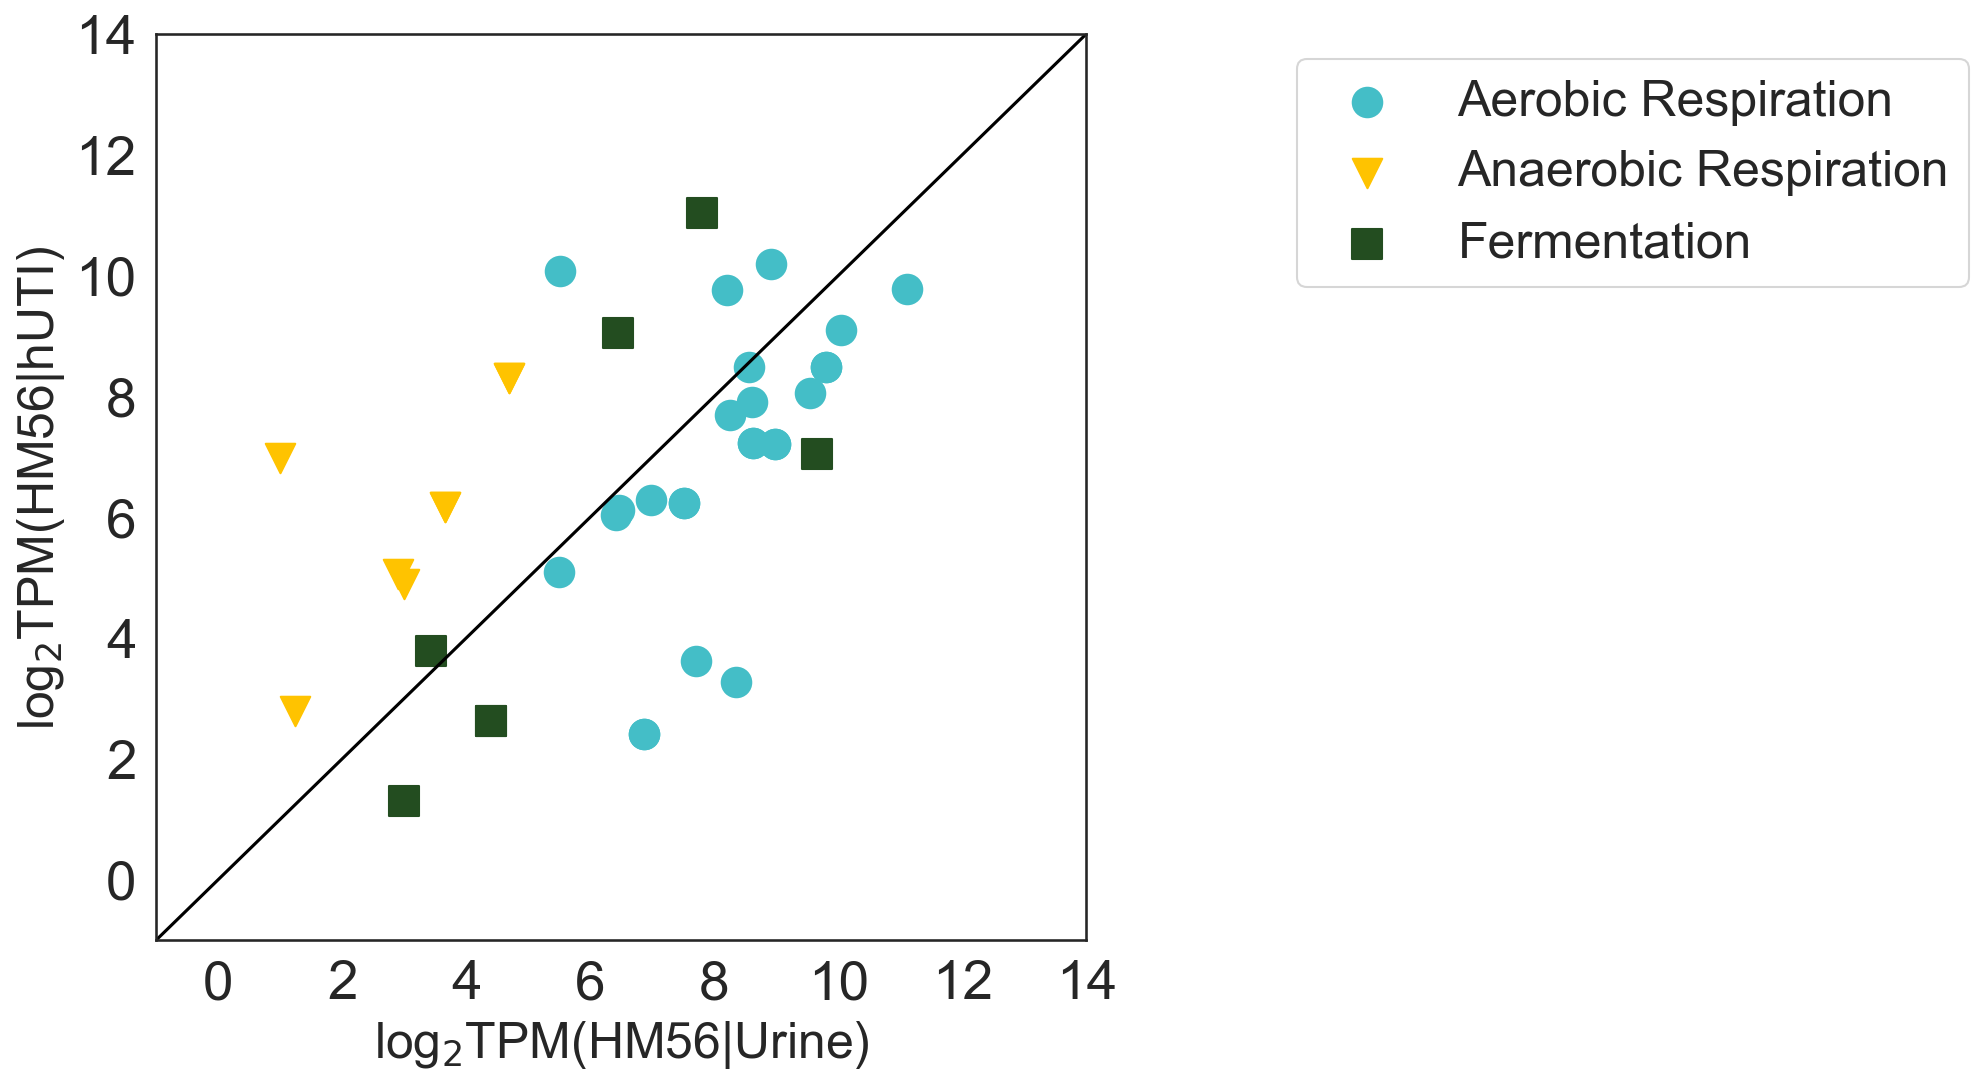 14
12
10
8
6
4
2
0
log₂TPM(HM56|hUTI)
0 2 4 6 8 10 12 14
log₂TPM(HM56|Urine)
Aerobic Respiration
Anaerobic Respiration
Fermentation